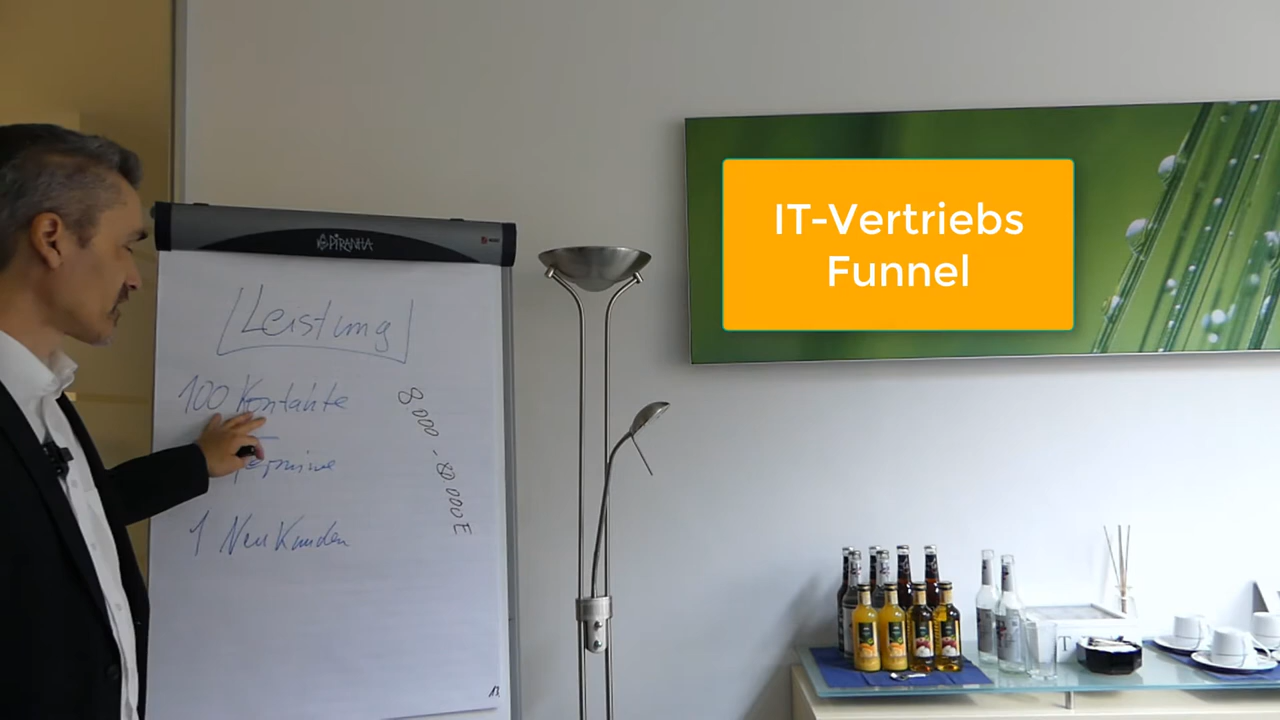 PIRANHA
Leistung
100 Kontakte
Termine
1 Neukunden
8.000 - 80.000 E
IT-Vertriebs
Funnel